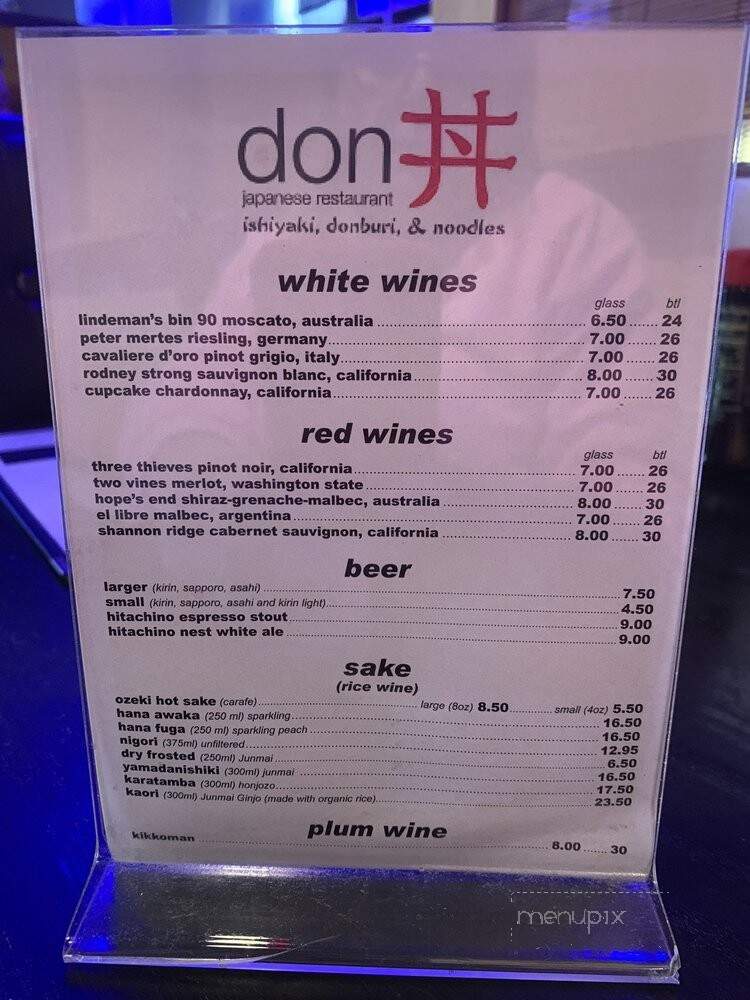 don 丼
japanese restaurant
ishiyaki, donburi, & noodles
white wines
glass btl
lindeman's bin 90 moscato, australia 6.50 24
peter mertes riesling, germany 7.00 26
cavaliere d'oro pinot grigio, italy 7.00 26
rodney strong sauvignon blanc, california 8.00 30
cupcake chardonnay, california 7.00 26
red wines
glass btl
three thieves pinot noir, california 7.00 26
two vines merlot, washington state 7.00 26
hope's end shiraz-grenache-malbec, australia 8.00 30
el libre malbec, argentina 7.00 26
shannon ridge cabernet sauvignon, california 8.00 30
beer
larger (kirin, sapporo, asahi) 7.50
small (kirin, sapporo, asahi and kirin light) 4.50
hitachino espresso stout 9.00
hitachino nest white ale 9.00
sake
(rice wine)
ozeki hot sake (carafe) large (8oz) 8.50 small (4oz) 5.50
hana awaka (250 ml) sparkling 16.50
hana fuga (250 ml) sparkling peach 16.50
nigori (375ml) unfiltered 12.95
dry frosted (250ml) Junmai 6.50
yamadanishiki (300ml) junmai 16.50
karatamba (300ml) honjozo 17.50
kaori (300ml) Junmai Ginjo (made with organic rice) 23.50
plum wine
kikkoman 8.00 30
menupix